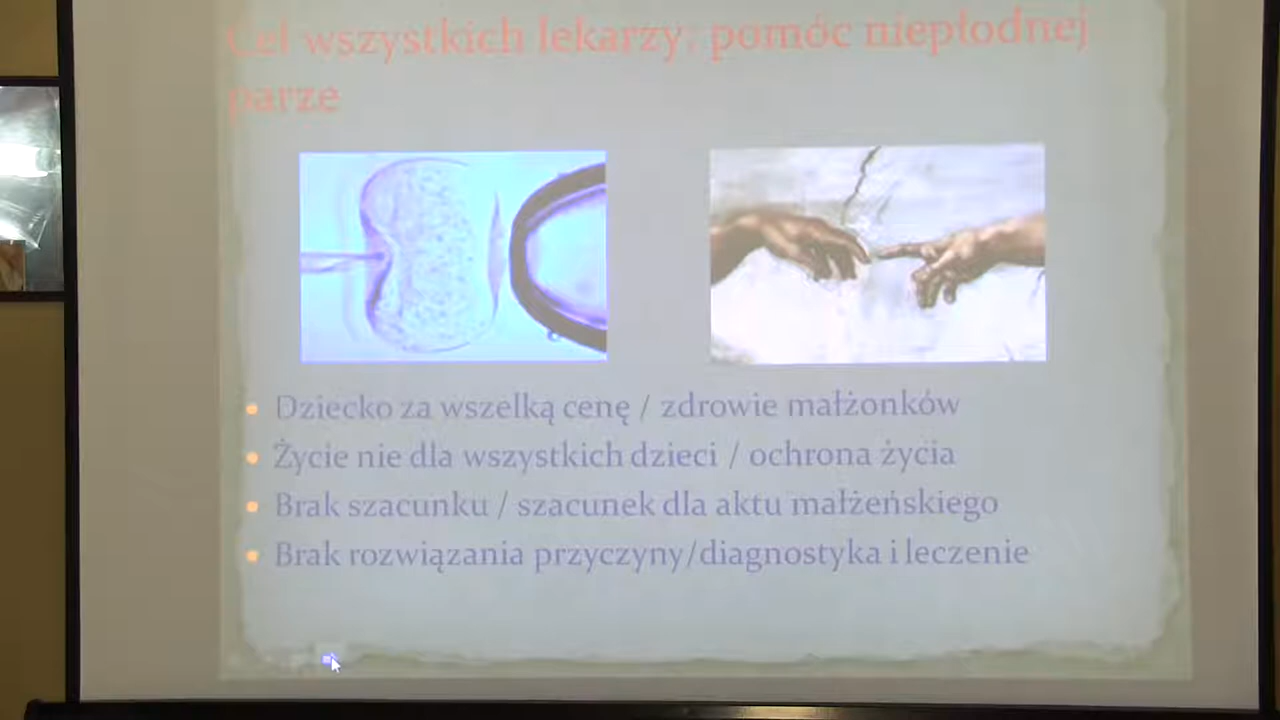 Cel wszystkich lekarzy, pomóc niepłodnej
parze
Dziecko za wszelką cenę / zdrowie małżonków
Życie nie dla wszystkich dzieci / ochrona życia
Brak szacunku / szacunek dla aktu małżeńskiego
Brak rozwiązania przyczyny/diagnostyka i leczenie